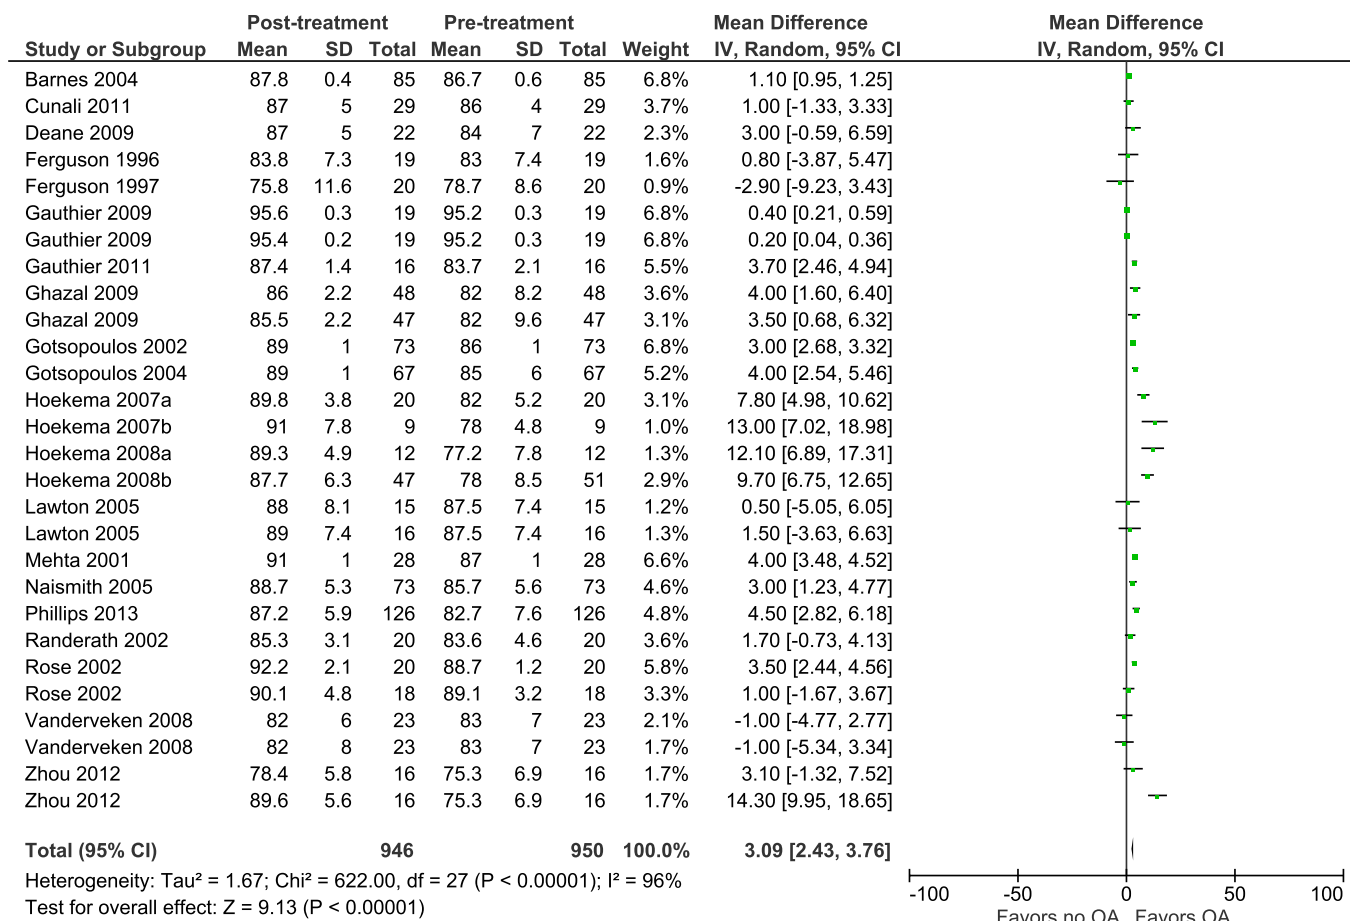 Post-treatment Pre-treatment Mean Difference Mean Difference
Study or Subgroup Mean SD Total Mean SD Total Weight IV, Random, 95% CI IV, Random, 95% CI
Barnes 2004 87.8 0.4 85 86.7 0.6 85 6.8% 1.10 [0.95, 1.25]
Cunali 2011 87 5 29 86 4 29 3.7% 1.00 [-1.33, 3.33]
Deane 2009 87 5 22 84 7 22 2.3% 3.00 [-0.59, 6.59]
Ferguson 1996 83.8 7.3 19 83 7.4 19 1.6% 0.80 [-3.87, 5.47]
Ferguson 1997 75.8 11.6 20 78.7 8.6 20 0.9% -2.90 [-9.23, 3.43]
Gauthier 2009 95.6 0.3 19 95.2 0.3 19 6.8% 0.40 [0.21, 0.59]
Gauthier 2009 95.4 0.2 19 95.2 0.3 19 6.8% 0.20 [0.04, 0.36]
Gauthier 2011 87.4 1.4 16 83.7 2.1 16 5.5% 3.70 [2.46, 4.94]
Ghazal 2009 86 2.2 48 82 8.2 48 3.6% 4.00 [1.60, 6.40]
Ghazal 2009 85.5 2.2 47 82 9.6 47 3.1% 3.50 [0.68, 6.32]
Gotsopoulos 2002 89 1 73 86 1 73 6.8% 3.00 [2.68, 3.32]
Gotsopoulos 2004 89 1 67 85 6 67 5.2% 4.00 [2.54, 5.46]
Hoekema 2007a 89.8 3.8 20 82 5.2 20 3.1% 7.80 [4.98, 10.62]
Hoekema 2007b 91 7.8 9 78 4.8 9 1.0% 13.00 [7.02, 18.98]
Hoekema 2008a 89.3 4.9 12 77.2 7.8 12 1.3% 12.10 [6.89, 17.31]
Hoekema 2008b 87.7 6.3 47 78 8.5 51 2.9% 9.70 [6.75, 12.65]
Lawton 2005 88 8.1 15 87.5 7.4 15 1.2% 0.50 [-5.05, 6.05]
Lawton 2005 89 7.4 16 87.5 7.4 16 1.3% 1.50 [-3.63, 6.63]
Mehta 2001 91 1 28 87 1 28 6.6% 4.00 [3.48, 4.52]
Naismith 2005 88.7 5.3 73 85.7 5.6 73 4.6% 3.00 [1.23, 4.77]
Phillips 2013 87.2 5.9 126 82.7 7.6 126 4.8% 4.50 [2.82, 6.18]
Randerath 2002 85.3 3.1 20 83.6 4.6 20 3.6% 1.70 [-0.73, 4.13]
Rose 2002 92.2 2.1 20 88.7 1.2 20 5.8% 3.50 [2.44, 4.56]
Rose 2002 90.1 4.8 18 89.1 3.2 18 3.3% 1.00 [-1.67, 3.67]
Vanderveken 2008 82 6 23 83 7 23 2.1% -1.00 [-4.77, 2.77]
Vanderveken 2008 82 8 23 83 7 23 1.7% -1.00 [-5.34, 3.34]
Zhou 2012 78.4 5.8 16 75.3 6.9 16 1.7% 3.10 [-1.32, 7.52]
Zhou 2012 89.6 5.6 16 75.3 6.9 16 1.7% 14.30 [9.95, 18.65]
Total (95% CI) 946 950 100.0% 3.09 [2.43, 3.76]
Heterogeneity: Tau² = 1.67; Chi² = 622.00, df = 27 (P < 0.00001); I² = 96%
Test for overall effect: Z = 9.13 (P < 0.00001)
-100 -50 0 50 100
Favors no OA Favors OA